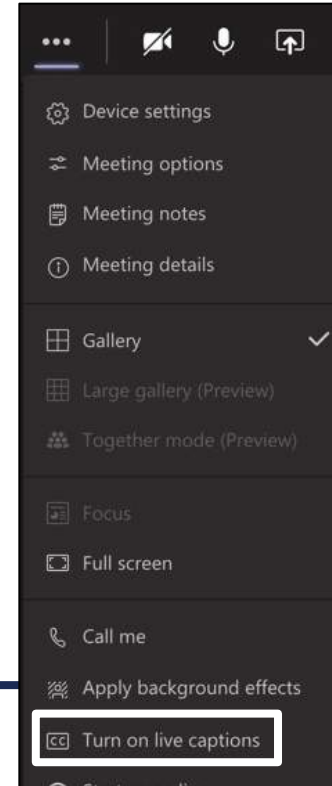 Device settings
Meeting options
Meeting notes
Meeting details
Gallery
Large gallery (Preview)
Together mode (Preview)
Focus
Full screen
Call me
Apply background effects
CC Turn on live captions